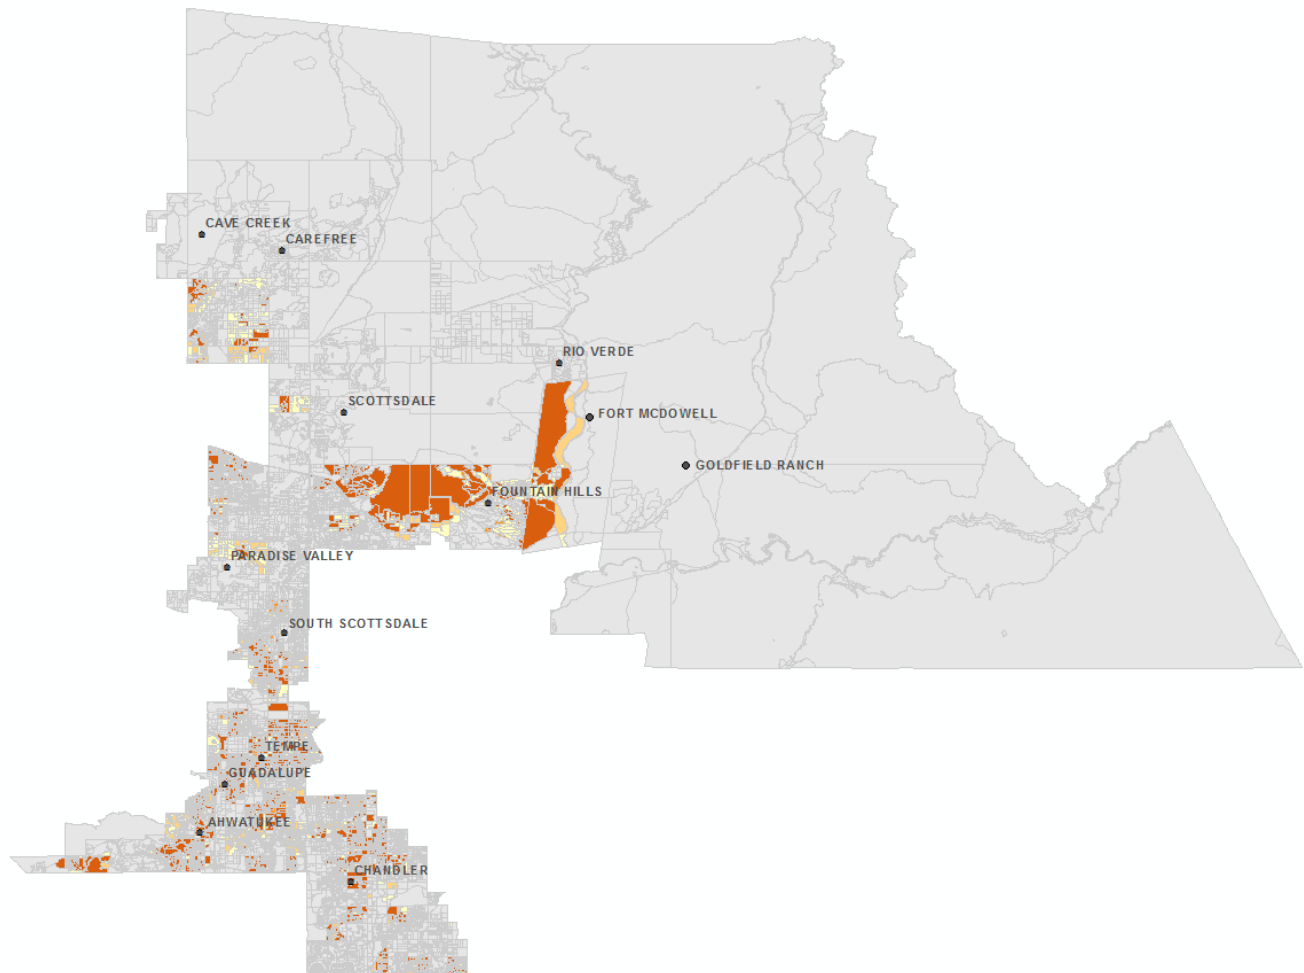 CAVE CREEK
CAREFREE
RIO VERDE
SCOTTSDALE
FORT MCDOWELL
GOLDFIELD RANCH
FOUNTAIN HILLS
PARADISE VALLEY
SOUTH SCOTTSDALE
TEMPE
GUADALUPE
AHWATUKEE
CHANDLER